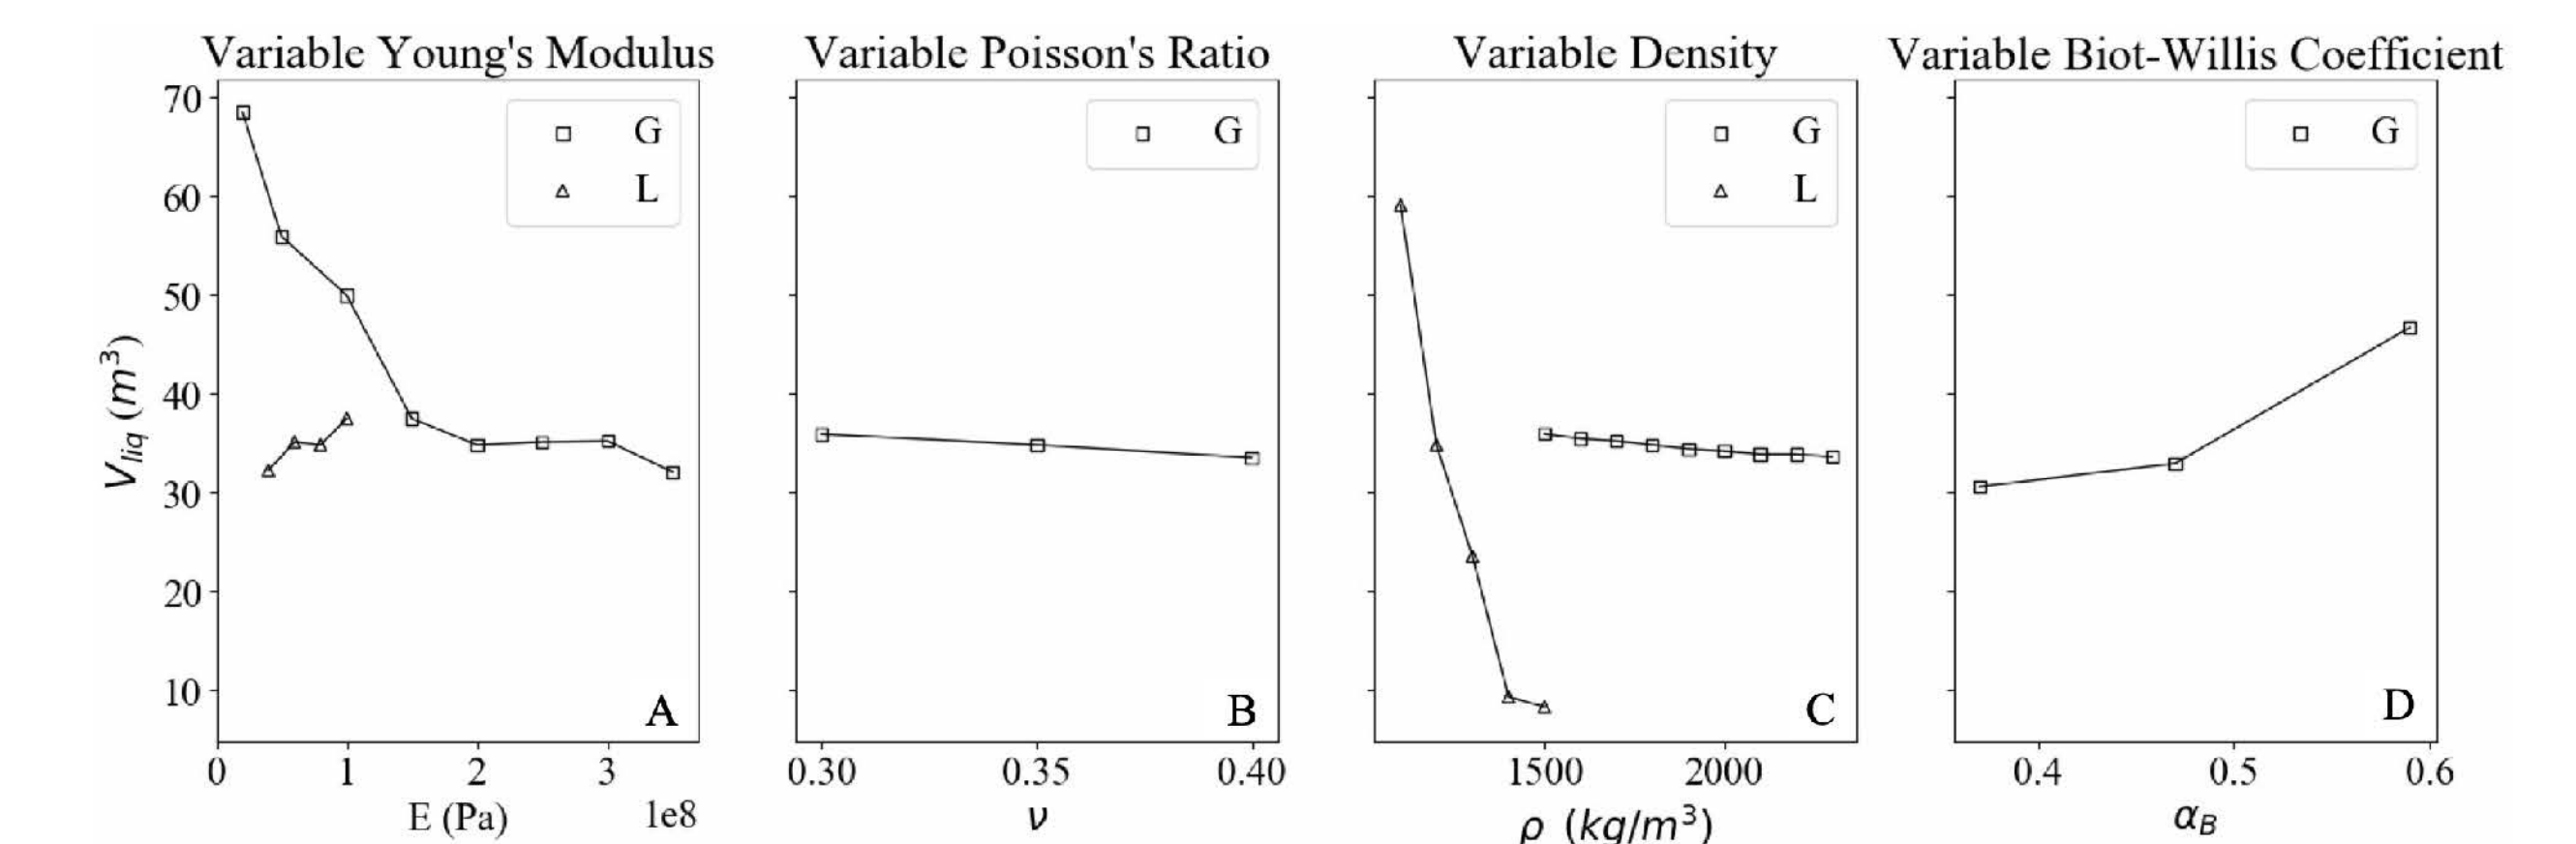 Variable Young's Modulus
Variable Poisson's Ratio
Variable Density
Variable Biot-Willis Coefficient
V_liq (m³)
70
60
50
40
30
20
10
G
L
A
0 1 2 3
1e8
E (Pa)
G
B
0.30 0.35 0.40
ν
G
L
C
1500 2000
ρ (kg/m³)
G
D
0.4 0.5 0.6
α_B